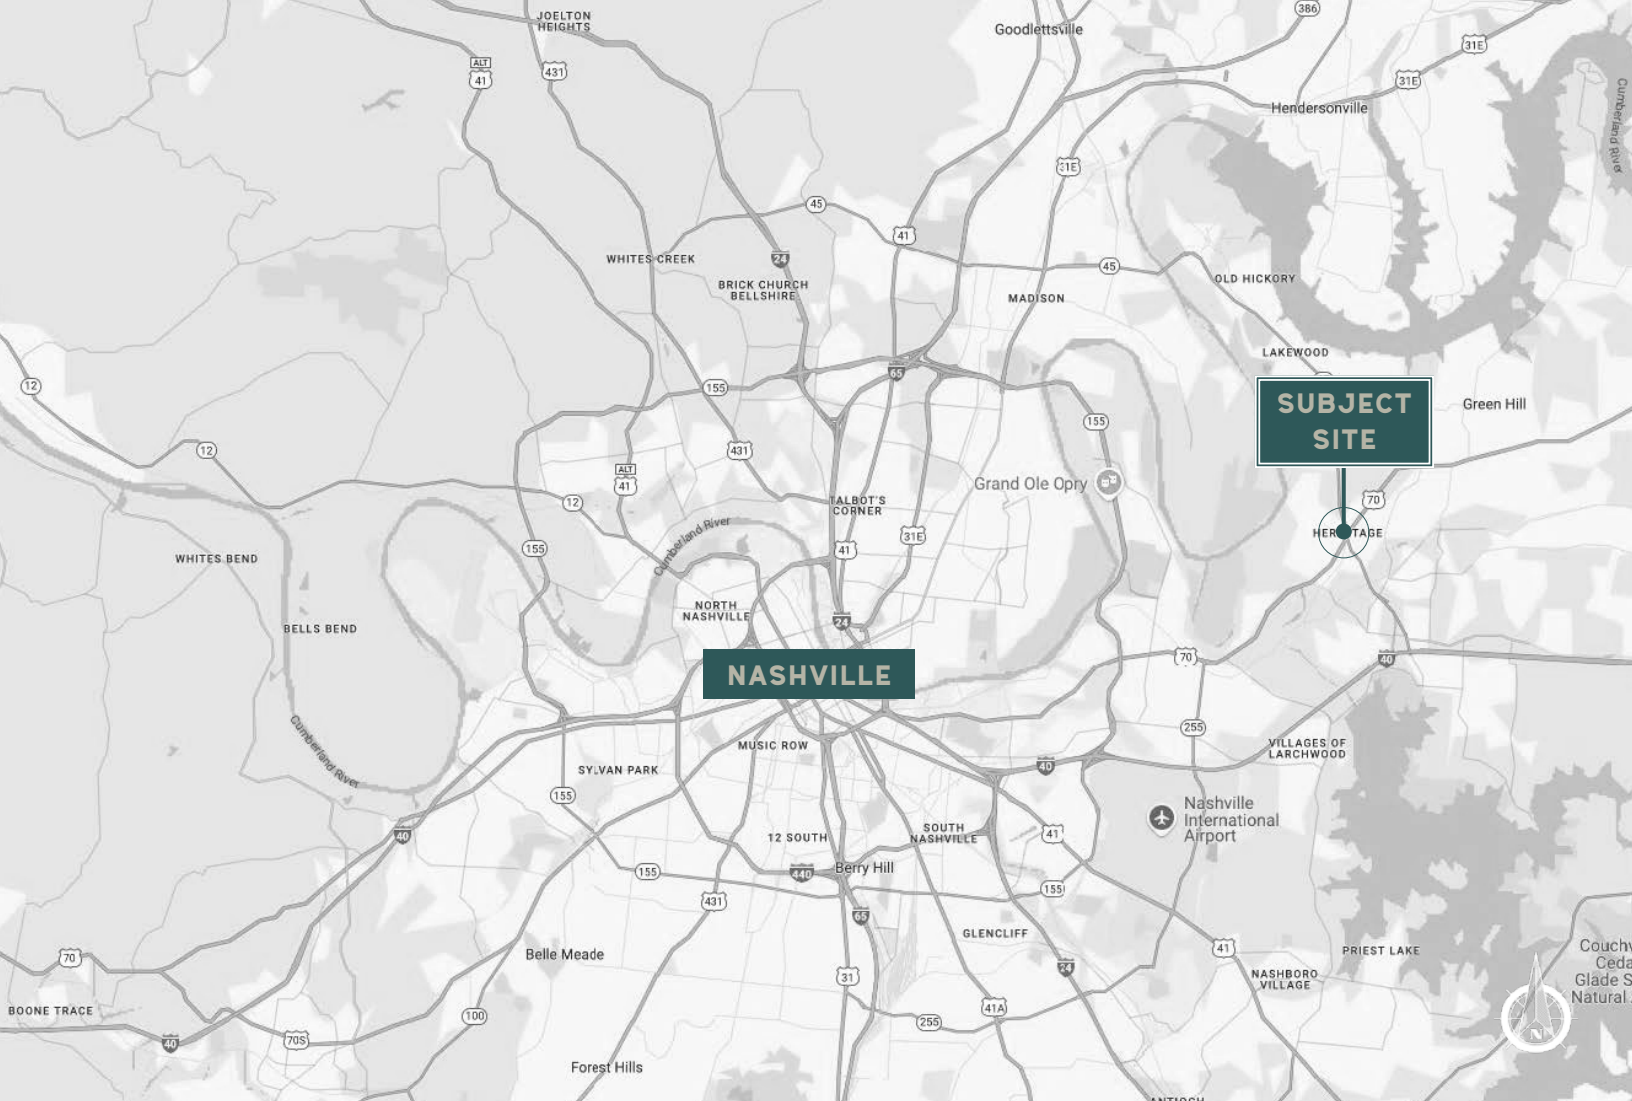 JOELTON
HEIGHTS
Goodlettsville
386
31E
ALT
41
431
31E
Hendersonville
Cumberland River
31E
45
41
WHITES CREEK
24
45
OLD HICKORY
BRICK CHURCH
BELLSHIRE
MADISON
LAKEWOOD
65
12
155
SUBJECT
SITE
Green Hill
155
12
431
ALT
41
Grand Ole Opry
12
TALBOT'S
CORNER
70
Cumberland River
31E
155
41
WHITES BEND
NORTH
NASHVILLE
24
BELLS BEND
70
40
NASHVILLE
255
Cumberland River
MUSIC ROW
VILLAGES OF
LARCHWOOD
SYLVAN PARK
40
155
Nashville
International
Airport
40
12 SOUTH
SOUTH
NASHVILLE
41
440
Berry Hill
155
155
431
65
GLENCLIFF
41
PRIEST LAKE
Belle Meade
70
24
31
NASHBORO
VILLAGE
Glade S
Natural
BOONE TRACE
100
41A
255
70S
40
N
Forest Hills